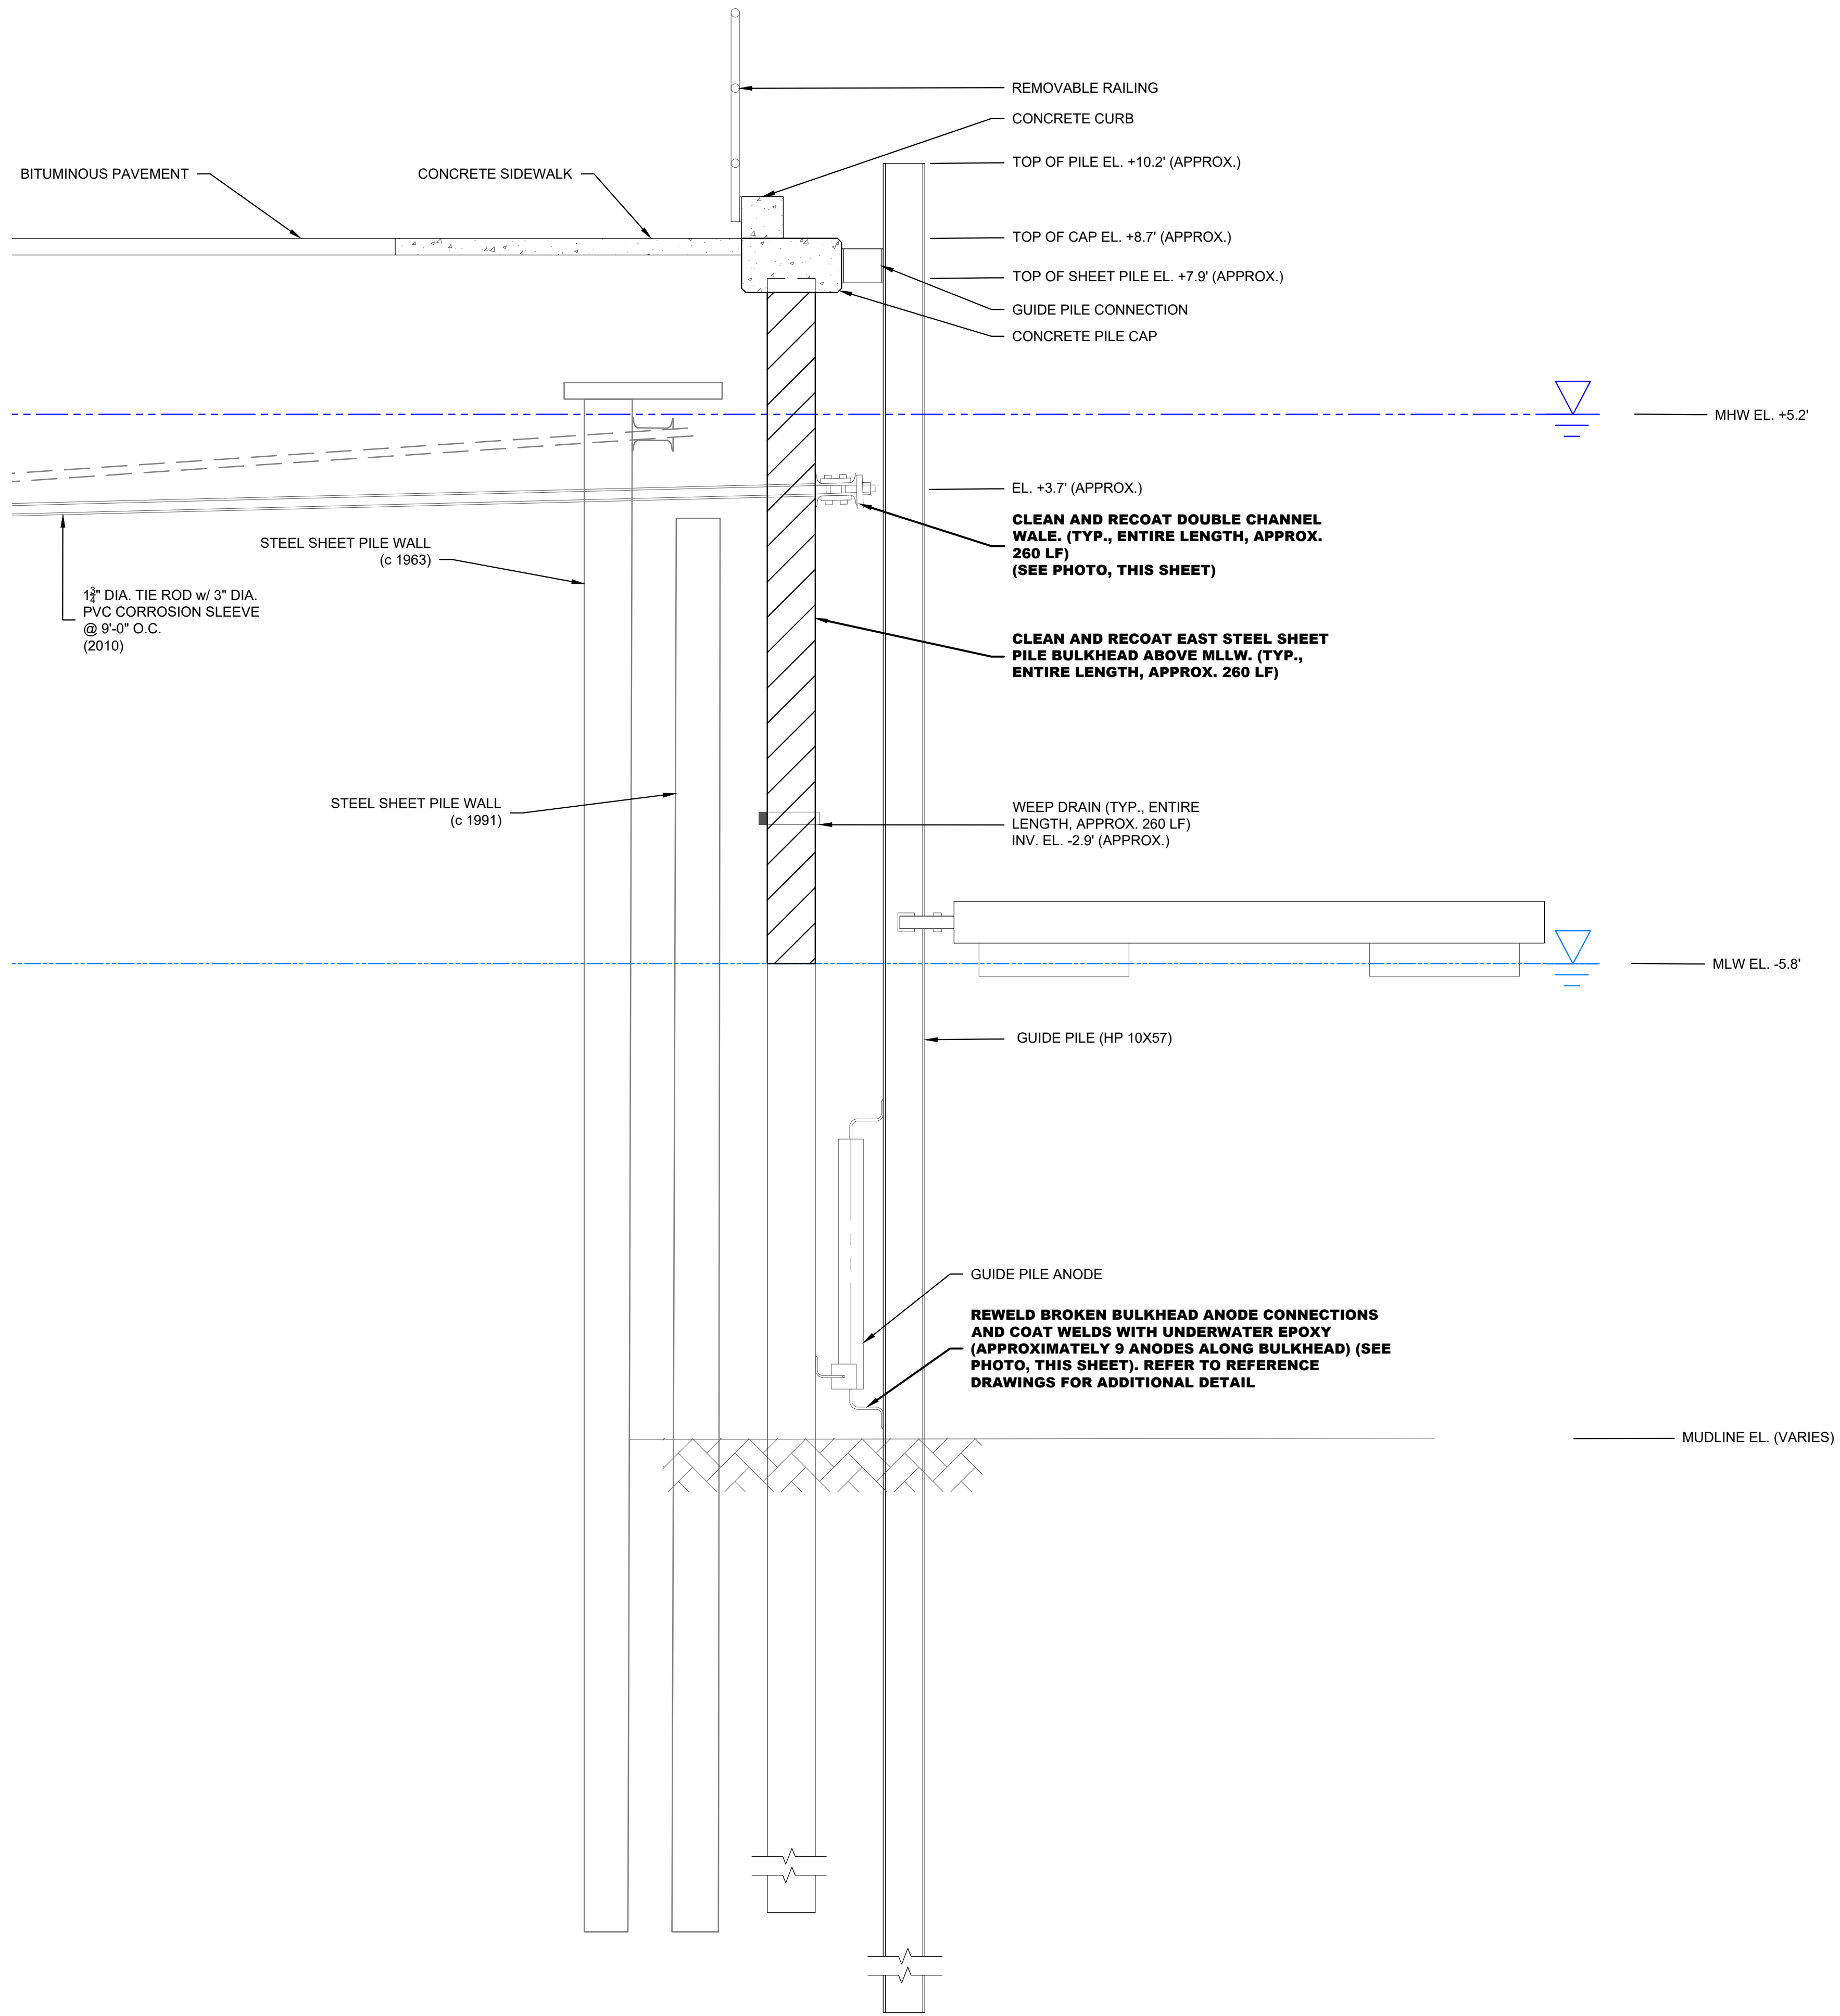 REMOVABLE RAILING
CONCRETE CURB
TOP OF PILE EL. +10.2' (APPROX.)
BITUMINOUS PAVEMENT
CONCRETE SIDEWALK
TOP OF CAP EL. +8.7' (APPROX.)
TOP OF SHEET PILE EL. +7.9' (APPROX.)
GUIDE PILE CONNECTION
CONCRETE PILE CAP
MHW EL. +5.2'
EL. +3.7' (APPROX.)
CLEAN AND RECOAT DOUBLE CHANNEL
WALE. (TYP., ENTIRE LENGTH, APPROX.
260 LF)
(SEE PHOTO, THIS SHEET)
STEEL SHEET PILE WALL
(c 1963)
1¾" DIA. TIE ROD w/ 3" DIA.
PVC CORROSION SLEEVE
@ 9'-0" O.C.
(2010)
CLEAN AND RECOAT EAST STEEL SHEET
PILE BULKHEAD ABOVE MLLW. (TYP.,
ENTIRE LENGTH, APPROX. 260 LF)
STEEL SHEET PILE WALL
(c 1991)
WEEP DRAIN (TYP., ENTIRE
LENGTH, APPROX. 260 LF)
INV. EL. -2.9' (APPROX.)
MLW EL. -5.8'
GUIDE PILE (HP 10X57)
GUIDE PILE ANODE
REWELD BROKEN BULKHEAD ANODE CONNECTIONS
AND COAT WELDS WITH UNDERWATER EPOXY
(APPROXIMATELY 9 ANODES ALONG BULKHEAD) (SEE
PHOTO, THIS SHEET). REFER TO REFERENCE
DRAWINGS FOR ADDITIONAL DETAIL
MUDLINE EL. (VARIES)